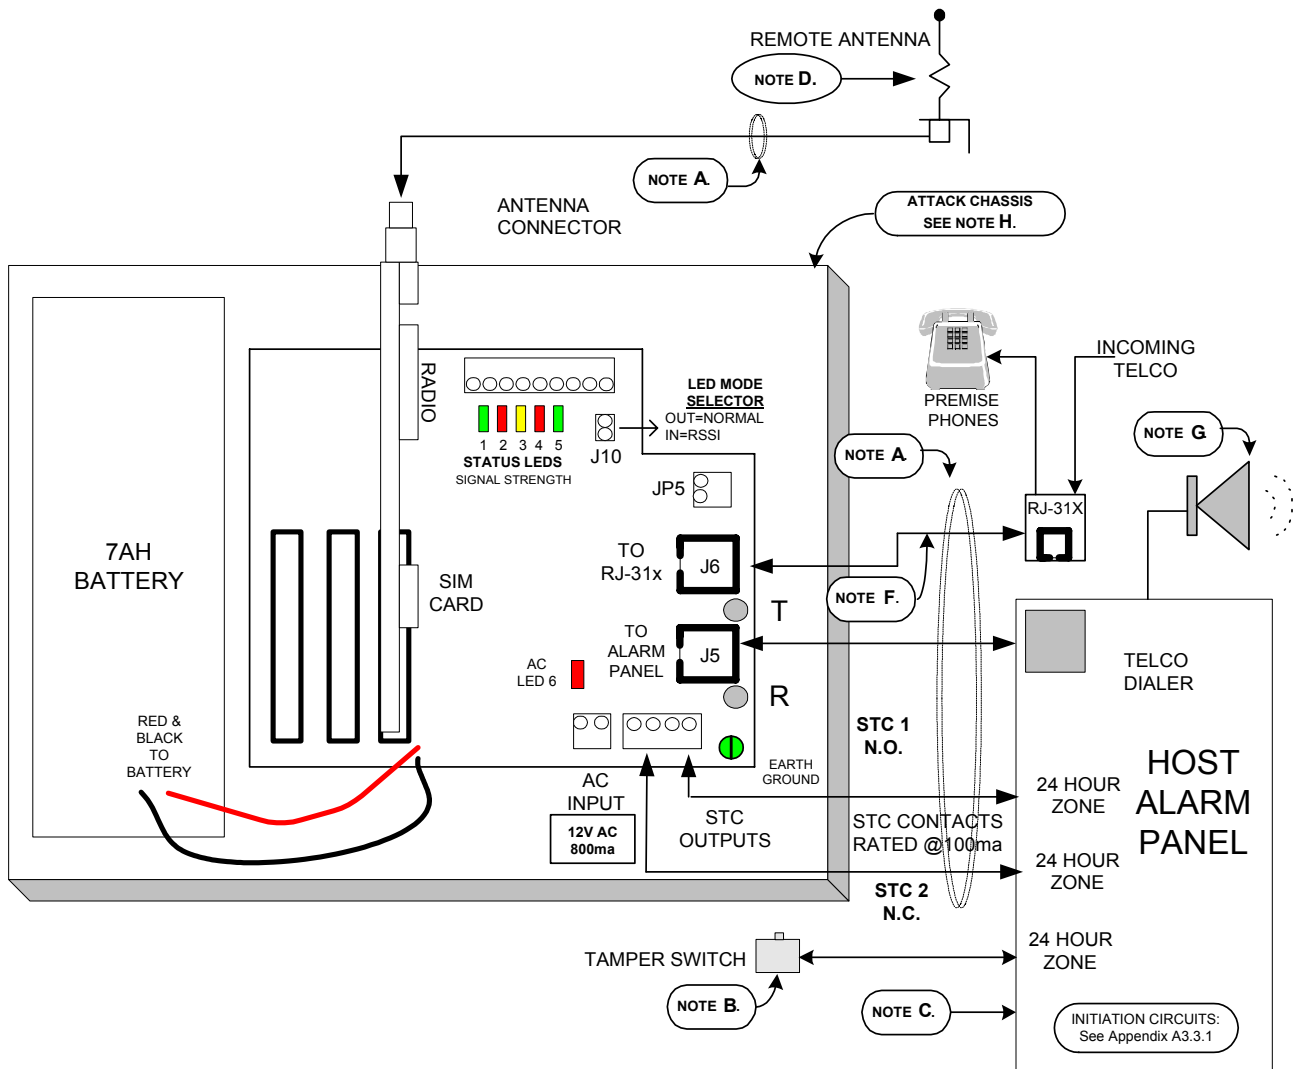 REMOTE ANTENNA
NOTE D.
NOTE A.
ANTENNA
CONNECTOR
ATTACK CHASSIS
SEE NOTE H.
RADIO
LED MODE
SELECTOR
OUT=NORMAL
IN=RSSI
1 2 3 4 5
STATUS LEDS
SIGNAL STRENGTH
J10
JP5
PREMISE
PHONES
INCOMING
TELCO
NOTE G
NOTE A.
RJ-31X
7AH
BATTERY
SIM
CARD
TO
RJ-31x
J6
T
NOTE F.
TO
ALARM
PANEL
J5
R
AC
LED 6
TELCO
DIALER
RED &
BLACK
TO
BATTERY
STC 1
N.O.
EARTH
GROUND
AC
INPUT
12V AC
800ma
STC
OUTPUTS
STC CONTACTS
RATED @100ma
24 HOUR
ZONE
HOST
ALARM
PANEL
24 HOUR
ZONE
STC 2
N.C.
TAMPER SWITCH
24 HOUR
ZONE
NOTE B.
NOTE C.
INITIATION CIRCUITS:
See Appendix A3.3.1